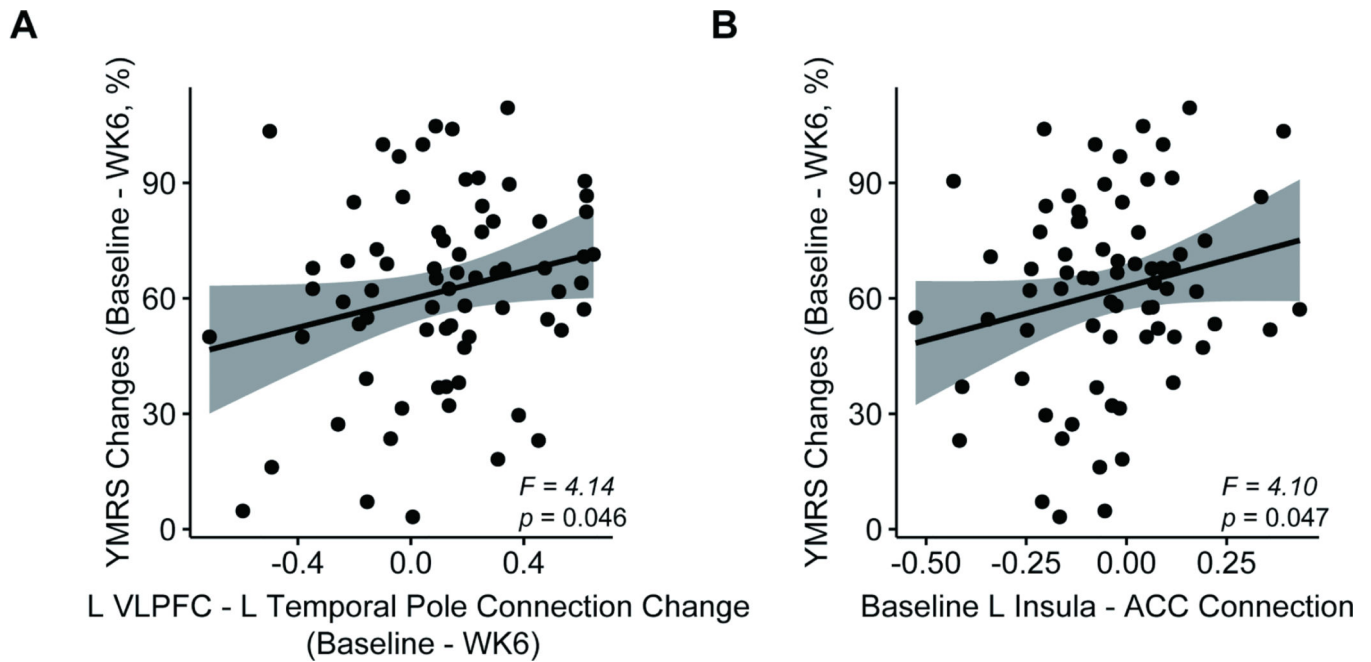 A
YMRS Changes (Baseline - WK6, %)
90
60
30
0
-0.4
0.0
0.4
F = 4.14
p = 0.046
L VLPFC - L Temporal Pole Connection Change
(Baseline - WK6)
B
YMRS Changes (Baseline - WK6, %)
90
60
30
0
-0.50
-0.25
0.00
0.25
F = 4.10
p = 0.047
Baseline L Insula - ACC Connection